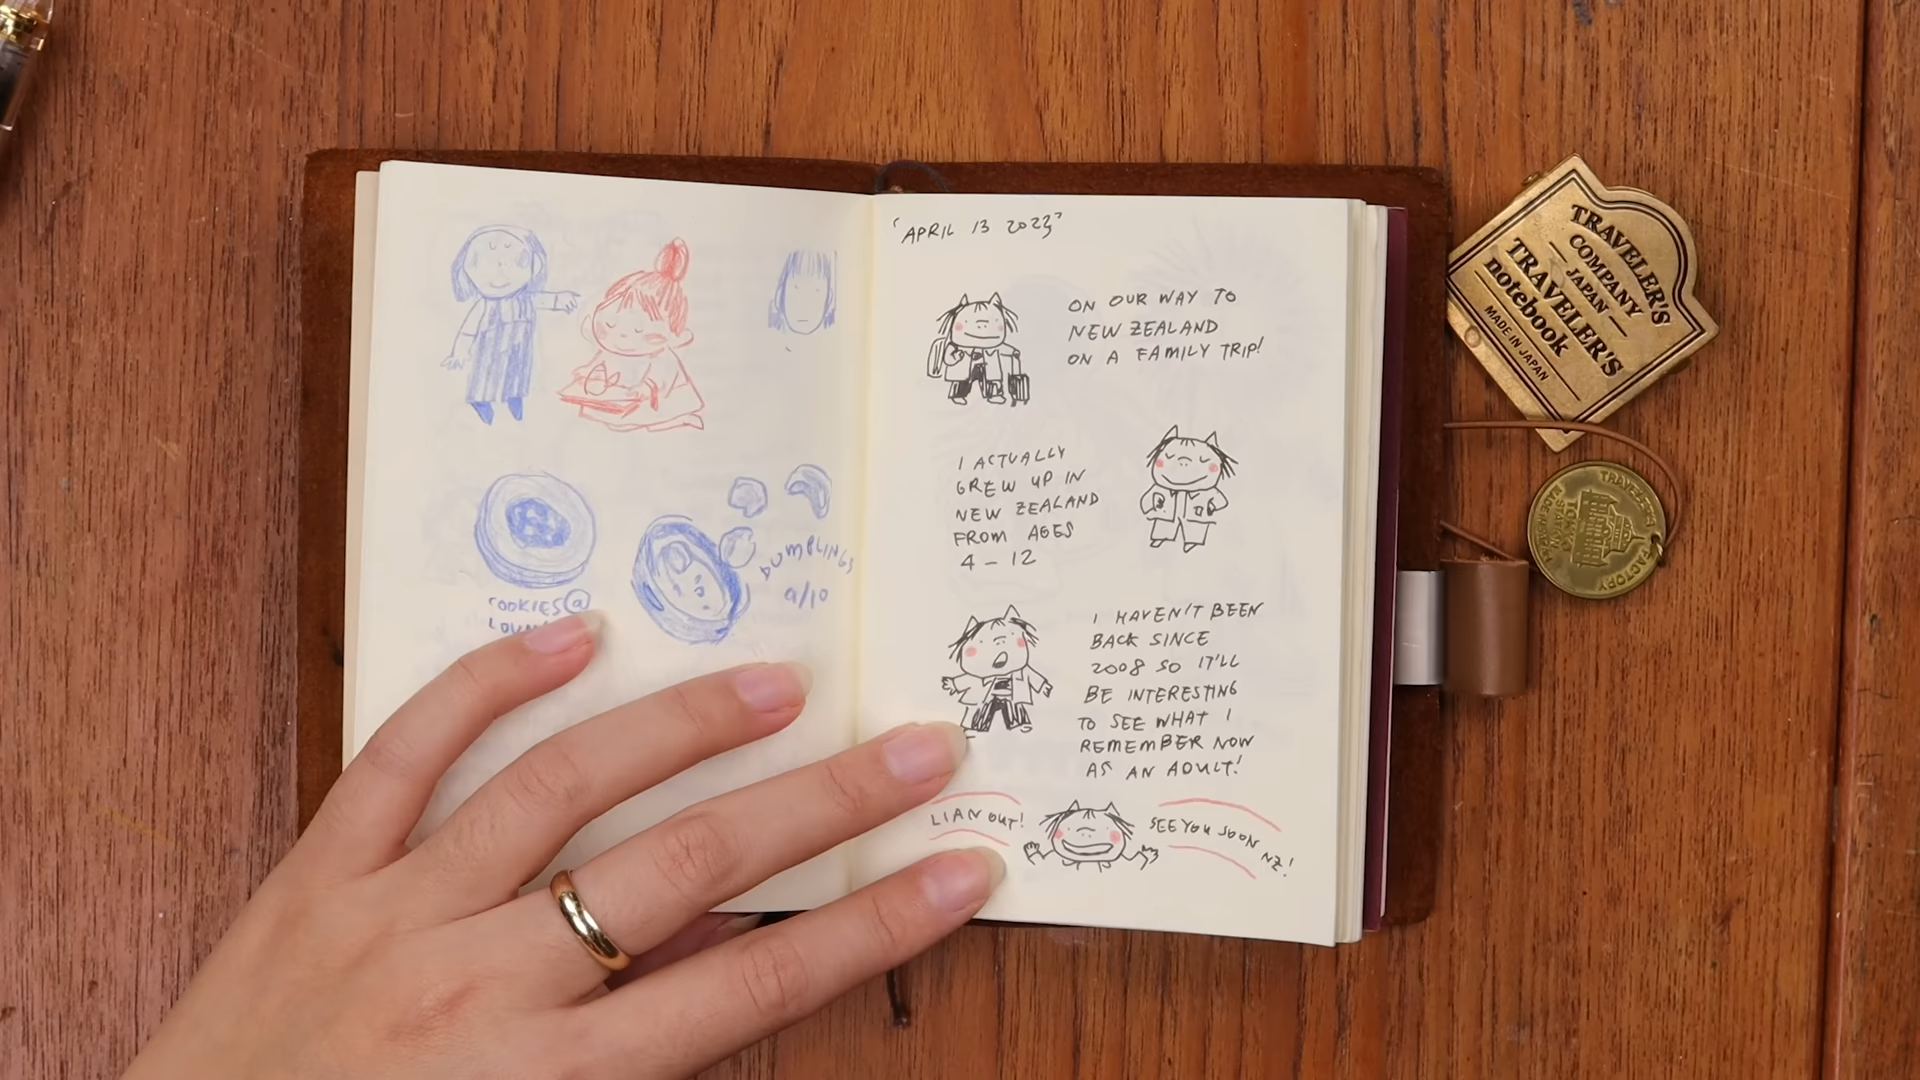 COOKIES@
DUMPLINGS
9/10
"APRIL 13 2023"
ON OUR WAY TO
NEW ZEALAND
ON A FAMILY TRIP!
I ACTUALLY
GREW UP IN
NEW ZEALAND
FROM AGES
4 – 12
I HAVEN'T BEEN
BACK SINCE
2008 SO IT'LL
BE INTERESTING
TO SEE WHAT I
REMEMBER NOW
AS AN ADULT!
LIAN OUT!
SEE YOU SOON NZ!
TRAVELER'S
COMPANY
JAPAN
TRAVELER'S
notebook
MADE IN JAPAN
TRAVELER'S
FACTORY
TOKYO
STATION